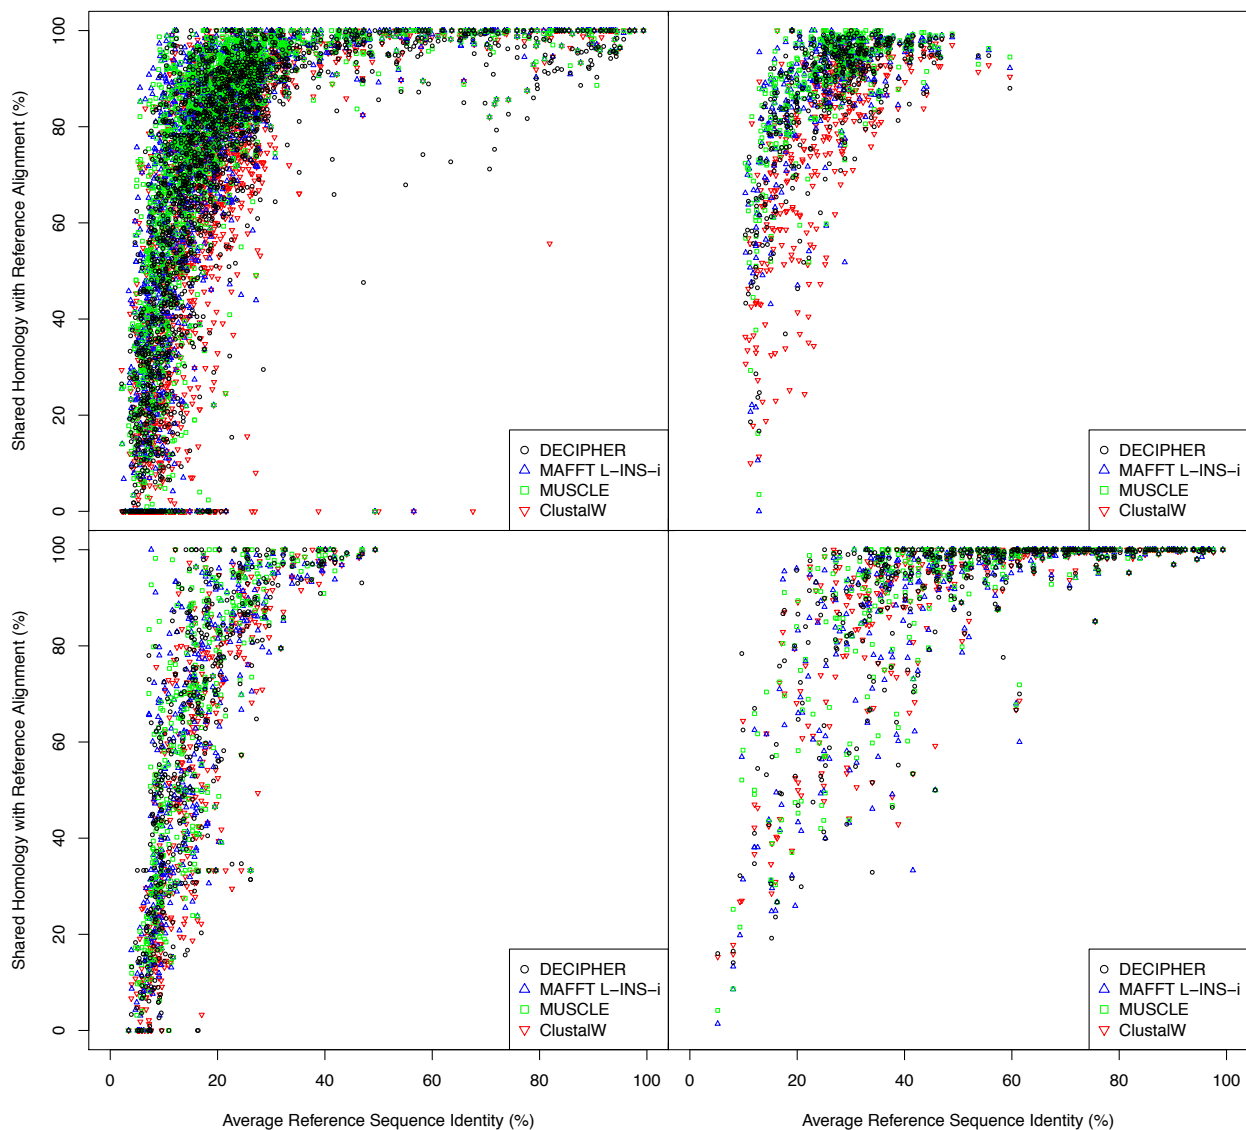 Shared Homology with Reference Alignment (%)
100
80
60
40
20
0
DECIPHER
MAFFT L−INS−i
MUSCLE
ClustalW
DECIPHER
MAFFT L−INS−i
MUSCLE
ClustalW
Shared Homology with Reference Alignment (%)
100
80
60
40
20
0
DECIPHER
MAFFT L−INS−i
MUSCLE
ClustalW
DECIPHER
MAFFT L−INS−i
MUSCLE
ClustalW
0 20 40 60 80 100
20 40 60 80 100
Average Reference Sequence Identity (%)
Average Reference Sequence Identity (%)